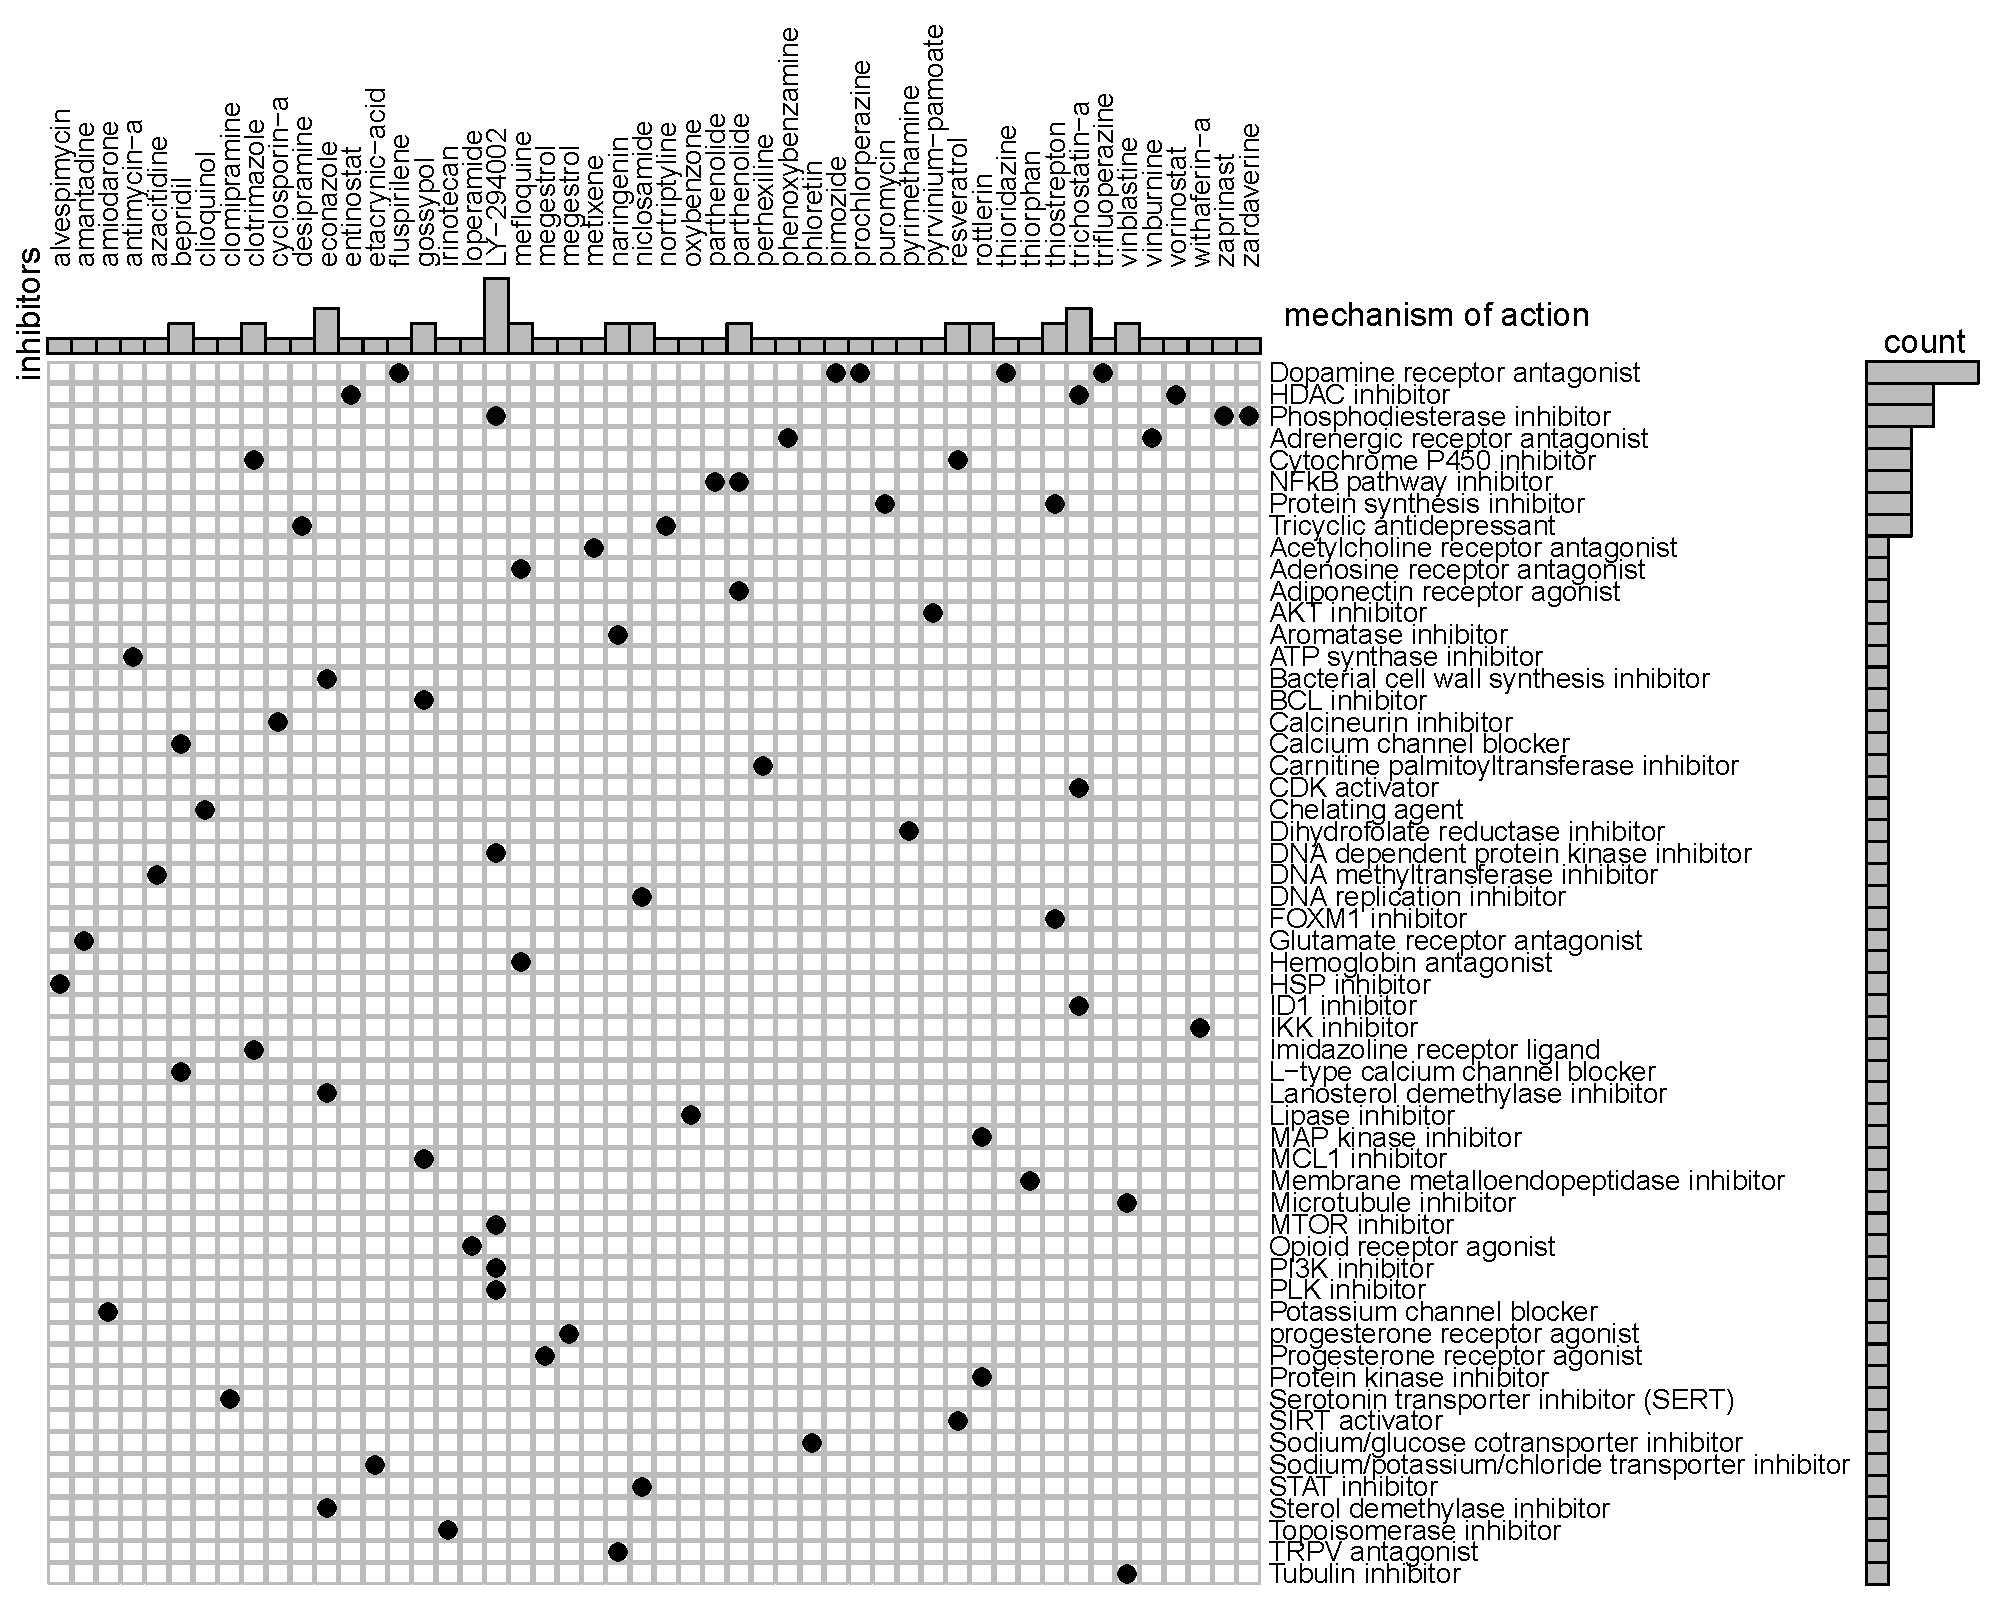 inhibitors
alvespimycin
amantadine
amiodarone
antimycin−a
azacitidine
bepridil
clioquinol
clomipramine
clotrimazole
cyclosporin−a
desipramine
econazole
entinostat
etacrynic−acid
fluspirilene
gossypol
irinotecan
loperamide
LY−294002
mefloquine
megestrol
megestrol
metixene
naringenin
niclosamide
nortriptyline
oxybenzone
parthenolide
parthenolide
perhexiline
phenoxybenzamine
phloretin
pimozide
prochlorperazine
puromycin
pyrimethamine
pyrvinium−pamoate
resveratrol
rottlerin
thioridazine
thiorphan
thiostrepton
trichostatin−a
trifluoperazine
vinblastine
vinburnine
vorinostat
withaferin−a
zaprinast
zardaverine
mechanism of action
count
Dopamine receptor antagonist
HDAC inhibitor
Phosphodiesterase inhibitor
Adrenergic receptor antagonist
Cytochrome P450 inhibitor
NFkB pathway inhibitor
Protein synthesis inhibitor
Tricyclic antidepressant
Acetylcholine receptor antagonist
Adenosine receptor antagonist
Adiponectin receptor agonist
AKT inhibitor
Aromatase inhibitor
ATP synthase inhibitor
Bacterial cell wall synthesis inhibitor
BCL inhibitor
Calcineurin inhibitor
Calcium channel blocker
Carnitine palmitoyltransferase inhibitor
CDK activator
Chelating agent
Dihydrofolate reductase inhibitor
DNA dependent protein kinase inhibitor
DNA methyltransferase inhibitor
DNA replication inhibitor
FOXM1 inhibitor
Glutamate receptor antagonist
Hemoglobin antagonist
HSP inhibitor
ID1 inhibitor
IKK inhibitor
Imidazoline receptor ligand
L−type calcium channel blocker
Lanosterol demethylase inhibitor
Lipase inhibitor
MAP kinase inhibitor
MCL1 inhibitor
Membrane metalloendopeptidase inhibitor
Microtubule inhibitor
MTOR inhibitor
Opioid receptor agonist
PI3K inhibitor
PLK inhibitor
Potassium channel blocker
progesterone receptor agonist
Progesterone receptor agonist
Protein kinase inhibitor
Serotonin transporter inhibitor (SERT)
SIRT activator
Sodium/glucose cotransporter inhibitor
Sodium/potassium/chloride transporter inhibitor
STAT inhibitor
Sterol demethylase inhibitor
Topoisomerase inhibitor
TRPV antagonist
Tubulin inhibitor